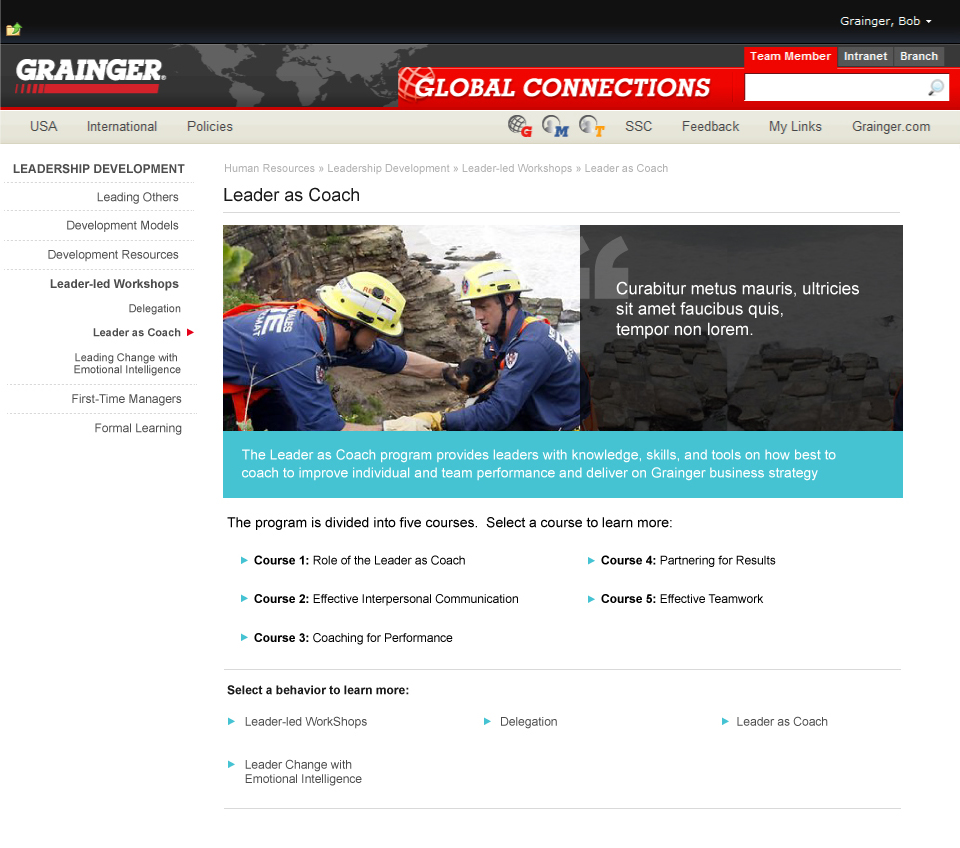 Grainger, Bob
GRAINGER
GLOBAL CONNECTIONS
Team Member
Intranet
Branch
USA
International
Policies
G
M
T
SSC
Feedback
My Links
Grainger.com
LEADERSHIP DEVELOPMENT
Leading Others
Development Models
Development Resources
Leader-led Workshops
Delegation
Leader as Coach
Leading Change with
Emotional Intelligence
First-Time Managers
Formal Learning
Human Resources » Leadership Development » Leader-led Workshops » Leader as Coach
Leader as Coach
RESCUE
“
Curabitur metus mauris, ultricies
sit amet faucibus quis,
tempor non lorem.
The Leader as Coach program provides leaders with knowledge, skills, and tools on how best to
coach to improve individual and team performance and deliver on Grainger business strategy
The program is divided into five courses.  Select a course to learn more:
Course 1: Role of the Leader as Coach
Course 2: Effective Interpersonal Communication
Course 3: Coaching for Performance
Course 4: Partnering for Results
Course 5: Effective Teamwork
Select a behavior to learn more:
Leader-led WorkShops
Delegation
Leader as Coach
Leader Change with
Emotional Intelligence